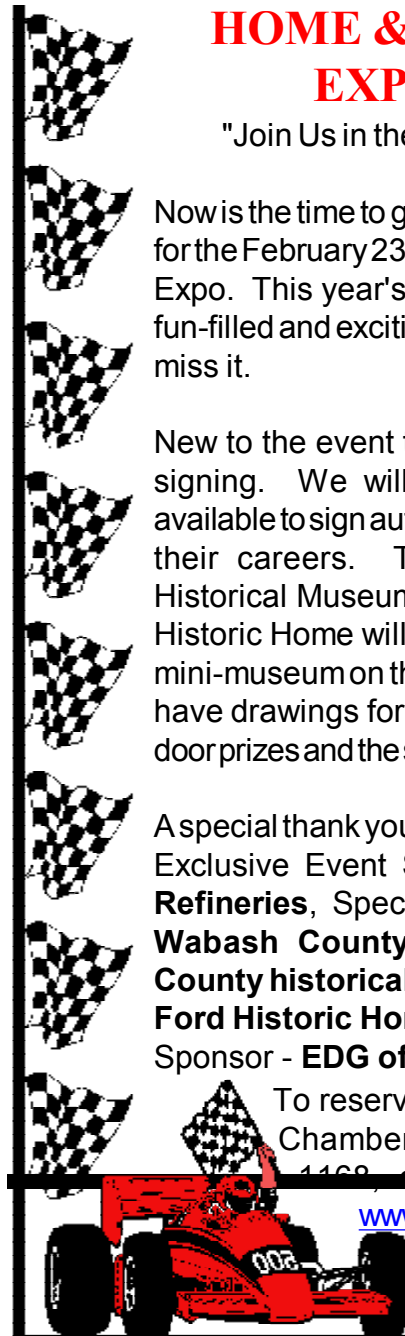 HOME &
EXP
"Join Us in the
Now is the time to g
for the February 23
Expo. This year's
fun-filled and exciti
miss it.
New to the event t
signing. We will
available to sign aut
their careers. T
Historical Museum
Historic Home will
mini-museum on th
have drawings for
door prizes and the s
A special thank you
Exclusive Event S
Refineries, Spec
Wabash County
County historical
Ford Historic Hor
Sponsor - EDG of
To reserv
Chamber
1168,
www
500